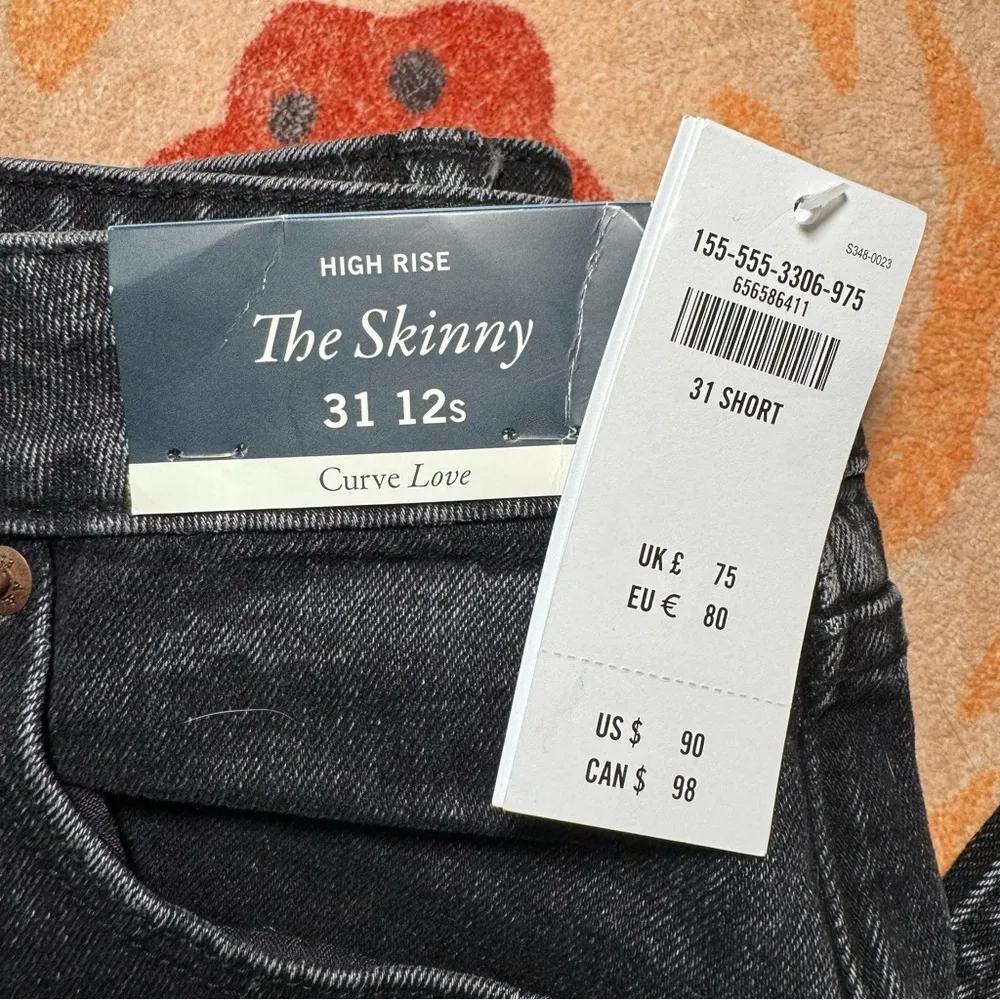 HIGH RISE
The Skinny
31 12s
Curve Love
S348-0023
155-555-3306-975
656586411
31 SHORT
UK £ 75
EU € 80
US $ 90
CAN $ 98